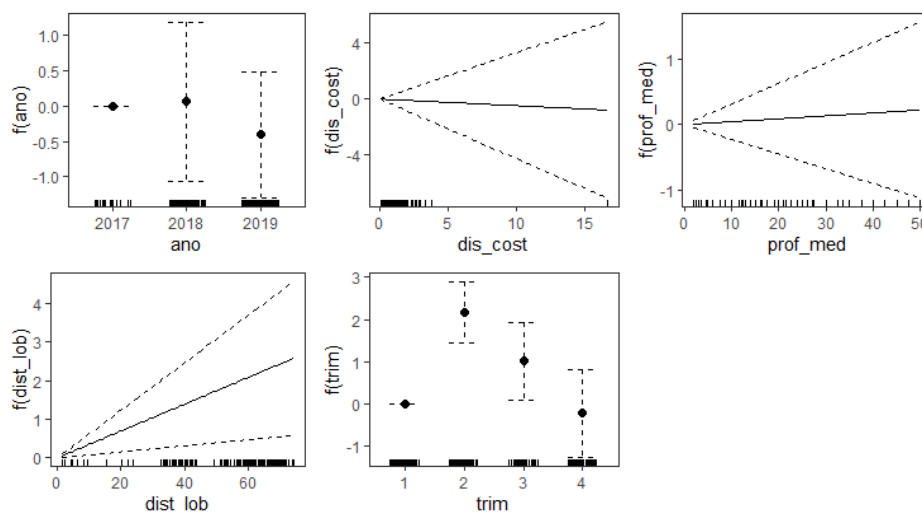 f(ano)
1.0
0.5
0.0
-0.5
-1.0
2017 2018 2019
ano
f(dis_cost)
4
0
-4
0 5 10 15
dis_cost
f(prof_med)
1
0
-1
0 10 20 30 40 50
prof_med
f(dist_lob)
4
3
2
1
0
0 20 40 60
dist_lob
f(trim)
3
2
1
0
-1
1 2 3 4
trim